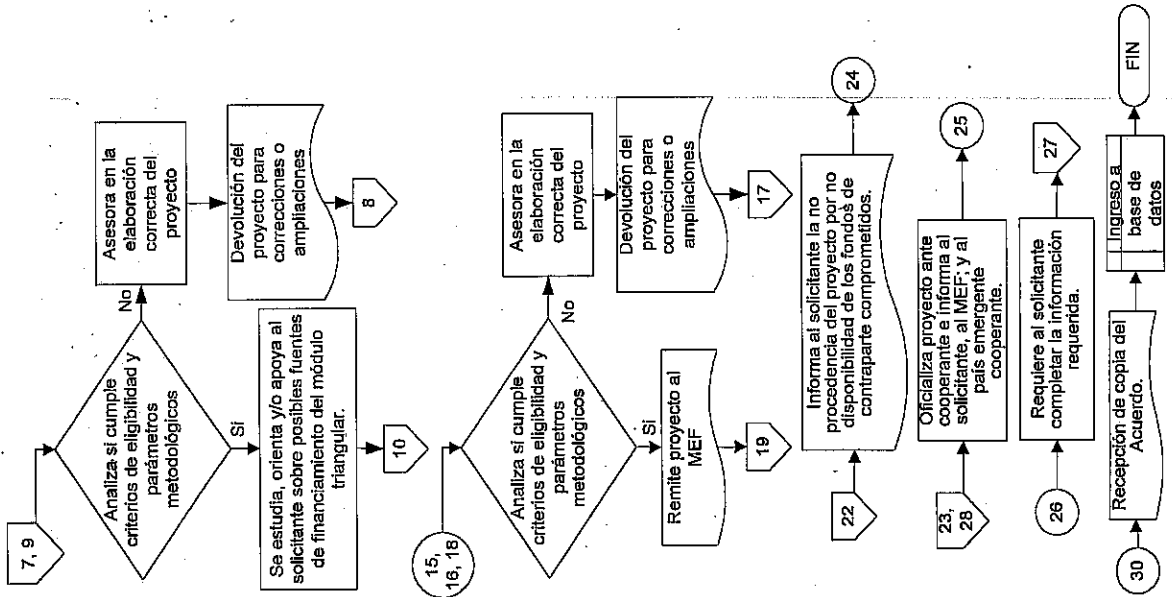 7, 9
Analiza si cumple
criterios de eligibilidad y
parámetros
metodológicos
No
Asesora en la
elaboración
correcta del
proyecto
Devolución del
proyecto para
correcciones o
ampliaciones
8
Sí
Se estudia, orienta y/o apoya al
solicitante sobre posibles fuentes
de financiamiento del módulo
triangular.
10
15,
16, 18
Analiza si cumple
criterios de eligibilidad y
parámetros
metodológicos
No
Asesora en la
elaboración
correcta del
proyecto
Devolución del
proyecto para
correcciones o
ampliaciones
17
Sí
Remite proyecto al
MEF
19
22
Informa al solicitante la no
procedencia del proyecto por no
disponibilidad de los fondos de
contraparte comprometidos.
24
23,
28
Oficializa proyecto ante
cooperante e informa al
solicitante, al MEF; y al
país emergente
cooperante.
25
26
Requiere al solicitante
completar la información
requerida.
27
30
Recepción de copia del
Acuerdo.
Ingreso a
base de
datos
FIN